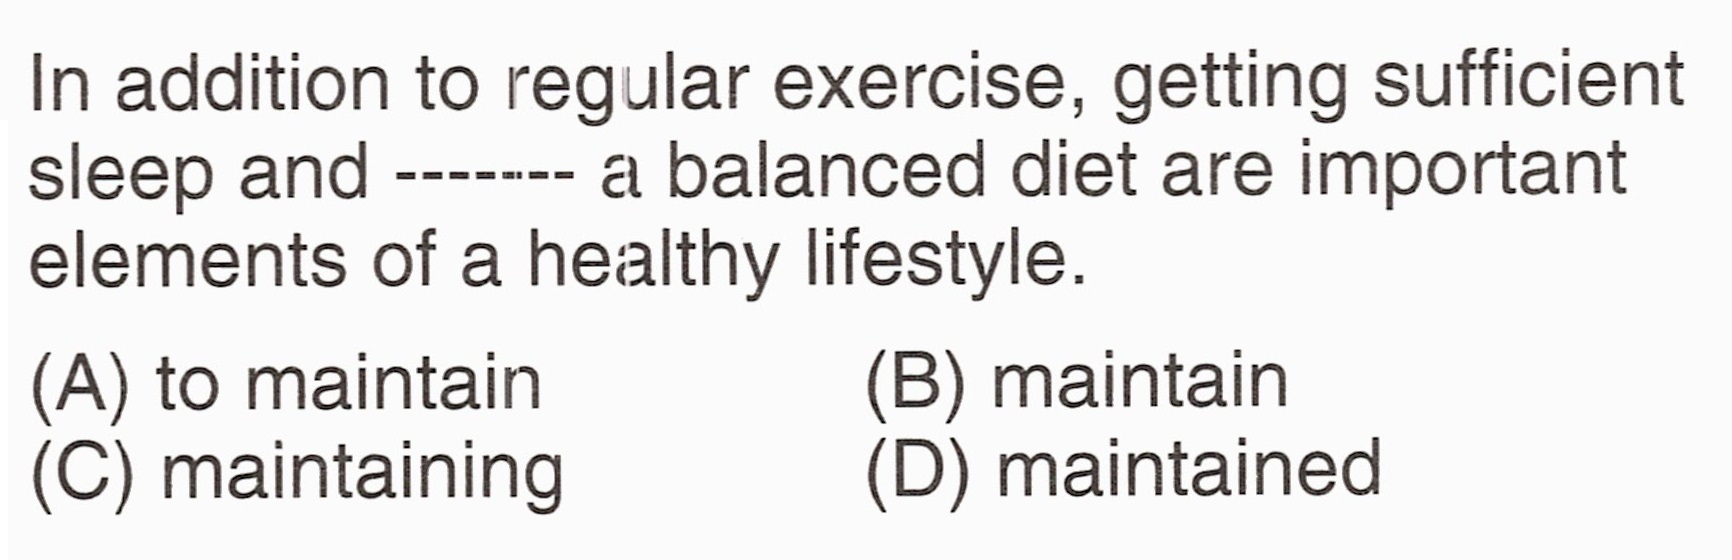 In addition to regular exercise, getting sufficient
sleep and ------- a balanced diet are important
elements of a healthy lifestyle.
(A) to maintain (B) maintain
(C) maintaining (D) maintained